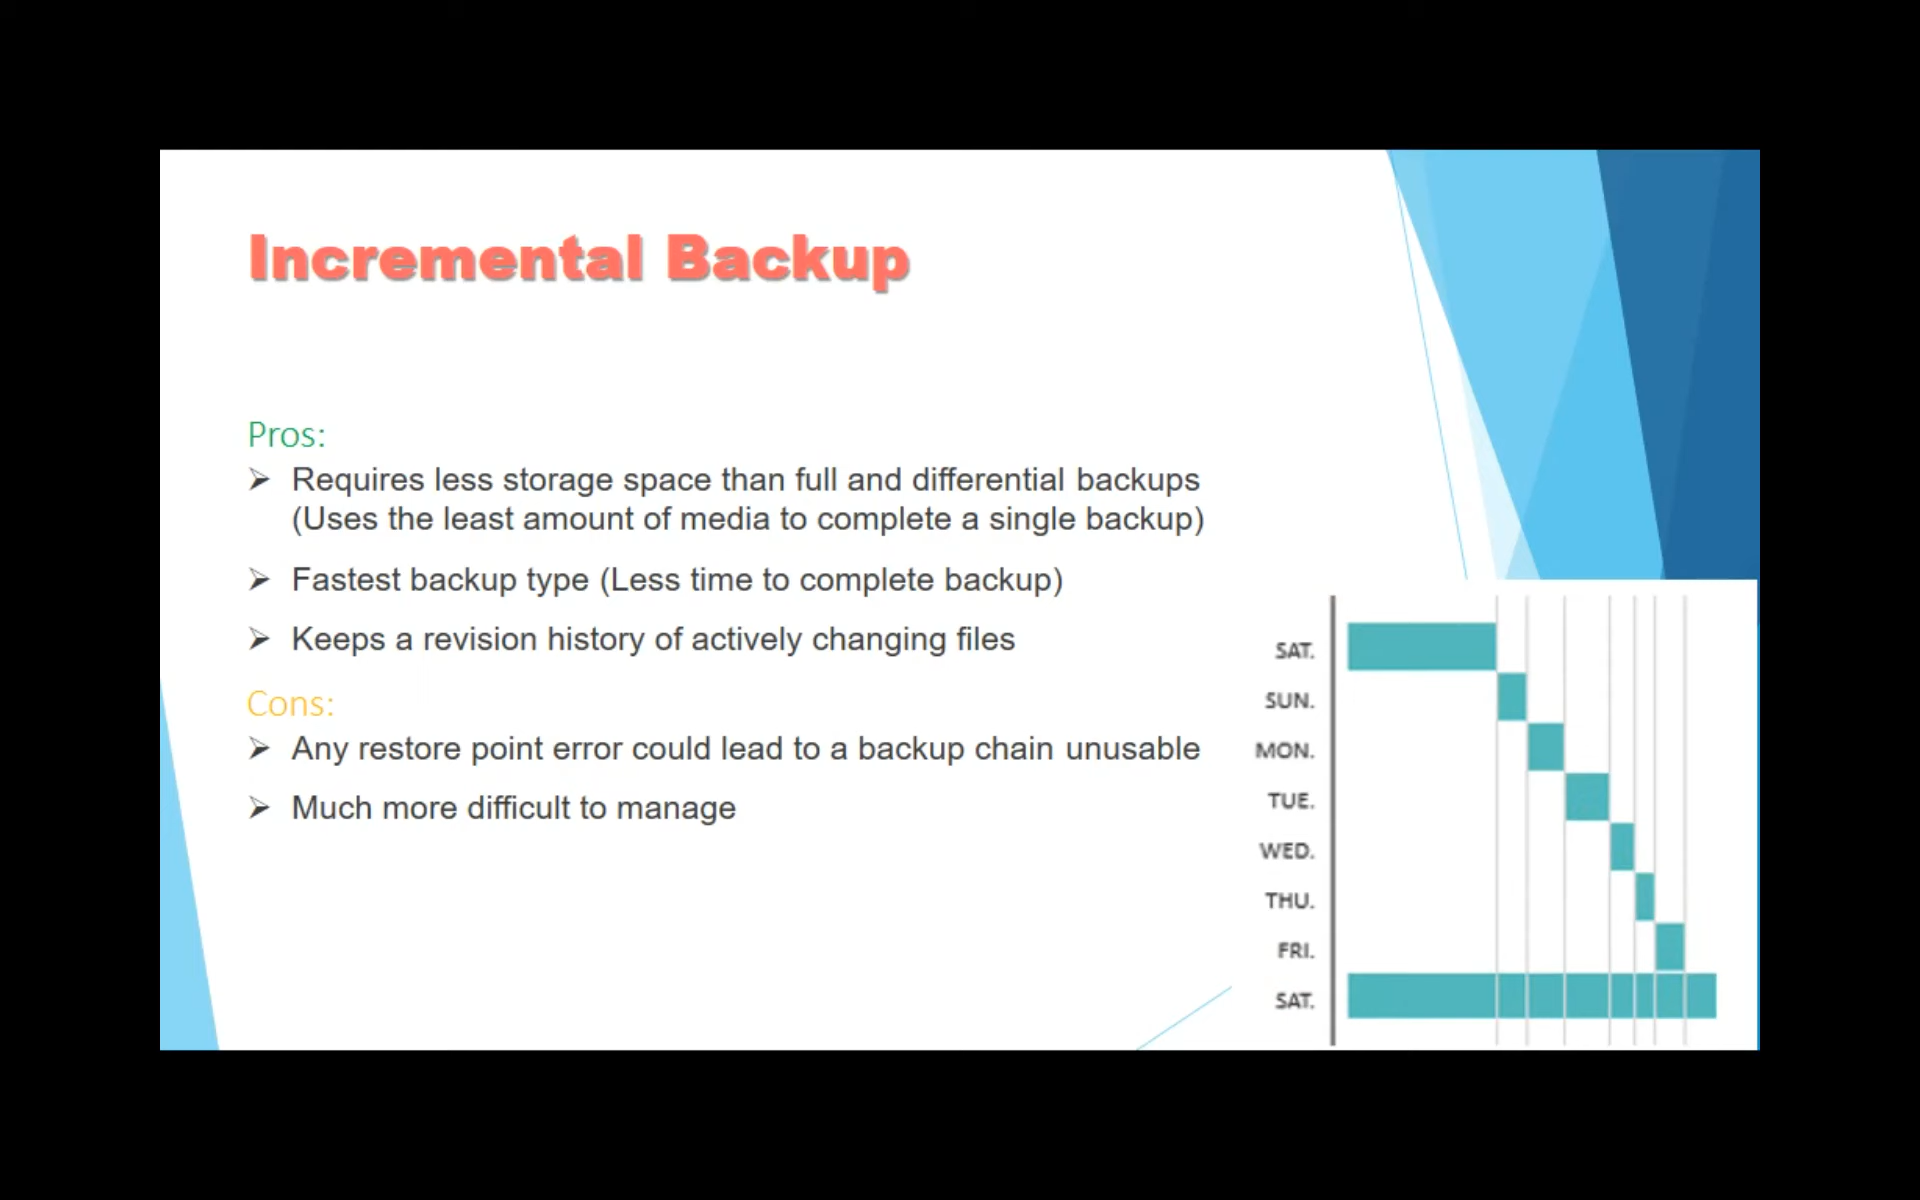 Incremental Backup
Pros:
➤ Requires less storage space than full and differential backups
(Uses the least amount of media to complete a single backup)
➤ Fastest backup type (Less time to complete backup)
➤ Keeps a revision history of actively changing files
Cons:
➤ Any restore point error could lead to a backup chain unusable
➤ Much more difficult to manage
SAT.
SUN.
MON.
TUE.
WED.
THU.
FRI.
SAT.